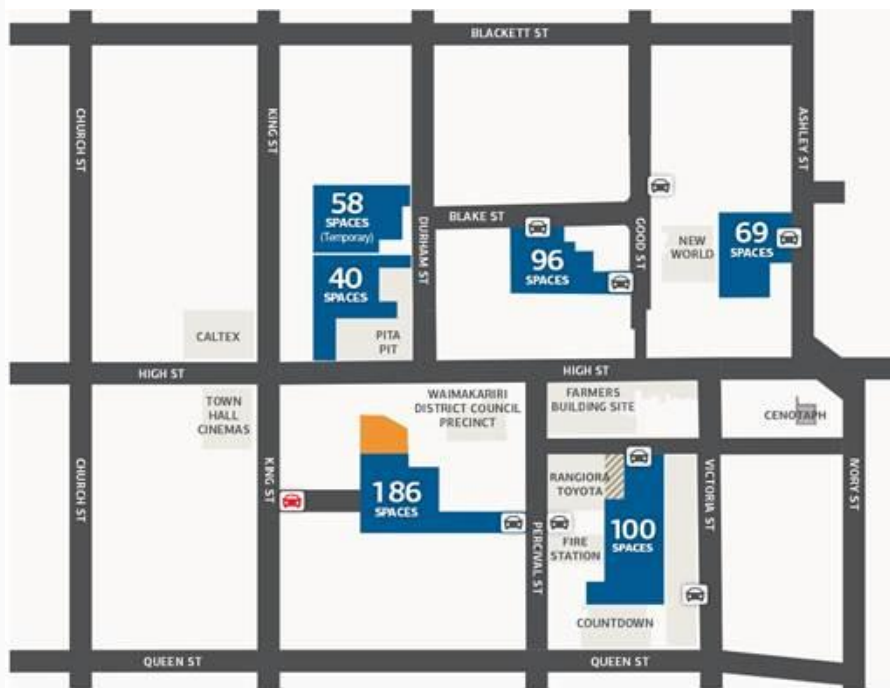 BLACKETT ST
CHURCH ST
KING ST
DURHAM ST
GOOD ST
ASHLEY ST
58
SPACES
(Temporary)
BLAKE ST
96
SPACES
NEW
WORLD
69
SPACES
40
SPACES
CALTEX
PITA
PIT
HIGH ST
HIGH ST
TOWN
HALL
CINEMAS
WAIMAKARIRI
DISTRICT COUNCIL
PRECINCT
FARMERS
BUILDING SITE
CENOTAPH
CHURCH ST
KING ST
186
SPACES
PERCIVAL ST
RANGIORA
TOYOTA
FIRE
STATION
100
SPACES
VICTORIA ST
IVORY ST
COUNTDOWN
QUEEN ST
QUEEN ST